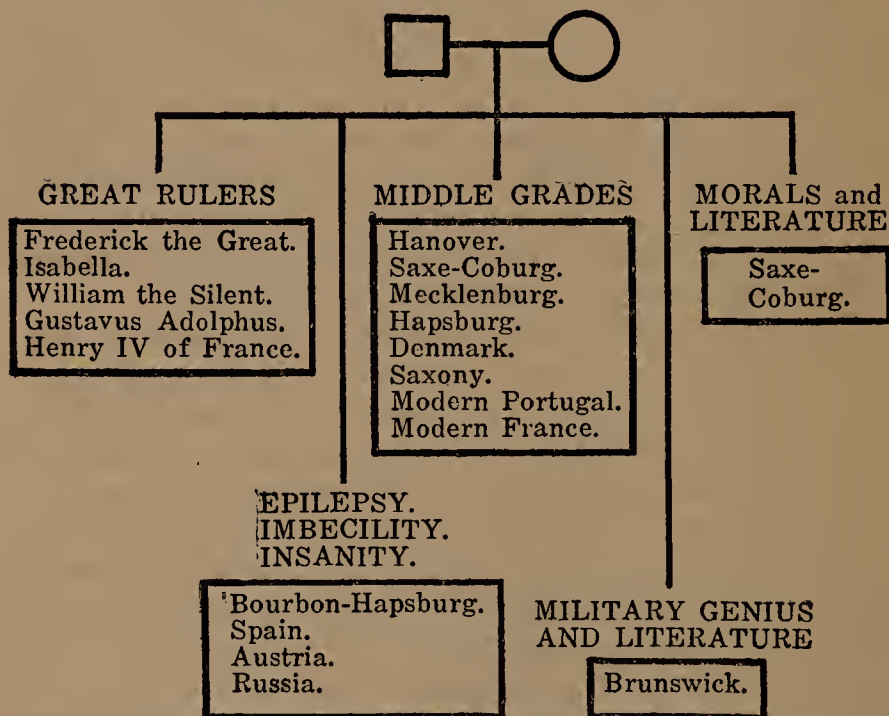 GREAT RULERS
Frederick the Great.
Isabella.
William the Silent.
Gustavus Adolphus.
Henry IV of France.
MIDDLE GRADES
Hanover.
Saxe-Coburg.
Mecklenburg.
Hapsburg.
Denmark.
Saxony.
Modern Portugal.
Modern France.
MORALS and
LITERATURE
Saxe-
Coburg.
EPILEPSY.
IMBECILITY.
INSANITY.
Bourbon-Hapsburg.
Spain.
Austria.
Russia.
MILITARY GENIUS
AND LITERATURE
Brunswick.